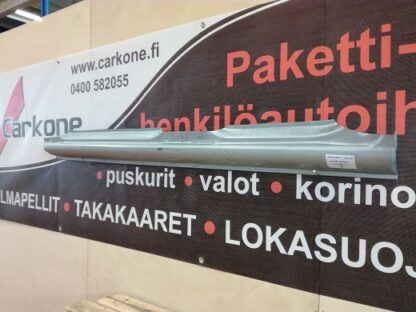 www.carkone.fi
0400 582055
Paketti-
henkilöautoih
Carkone
puskurit • valot • korino
LMAPELLIT • TAKAKAARET • LOKASUOJ